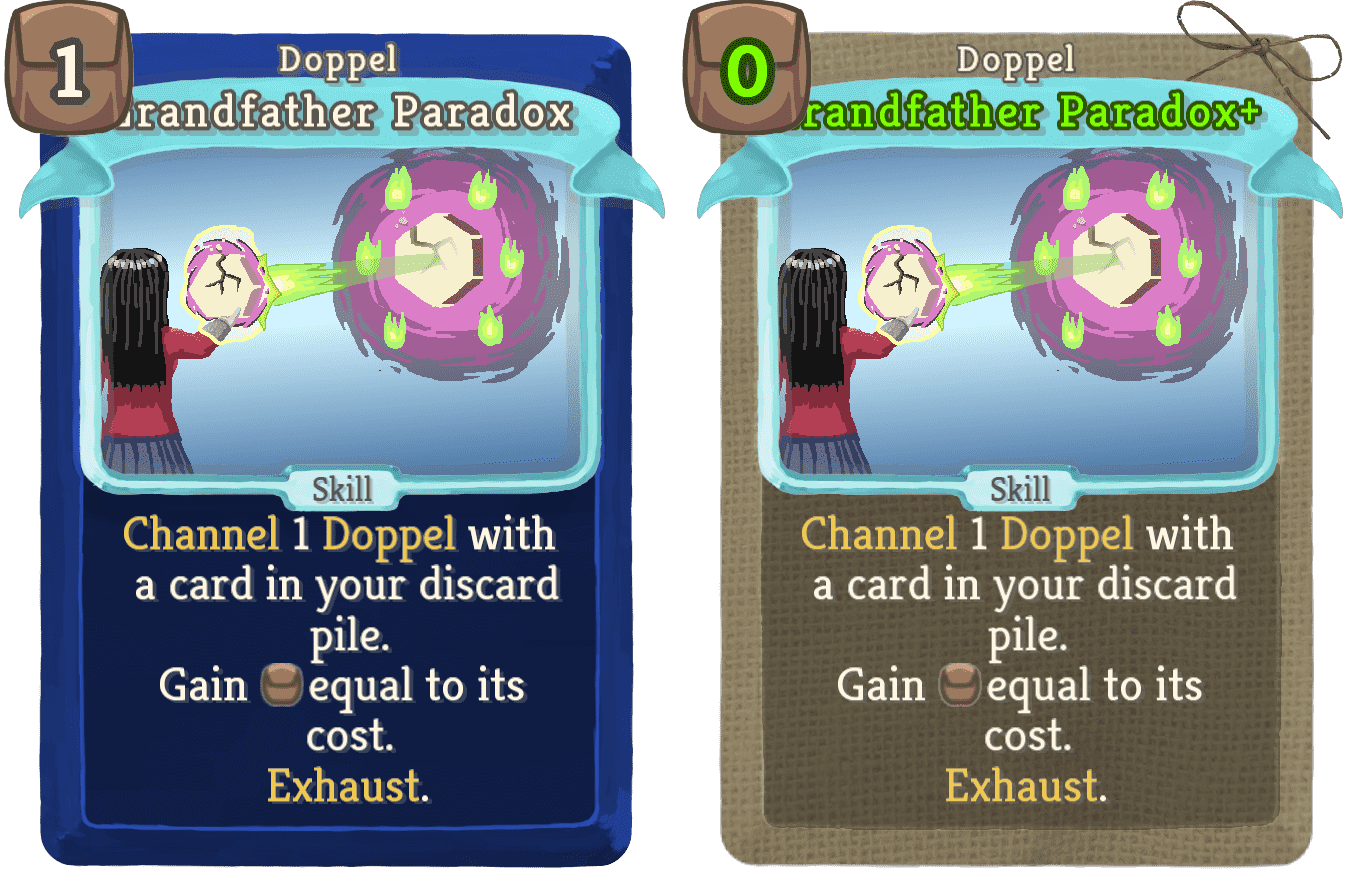 1
Doppel
randfather Paradox
Skill
Channel 1 Doppel with
a card in your discard
pile.
Gain equal to its
cost.
Exhaust.
0
Doppel
randfather Paradox+
Skill
Channel 1 Doppel with
a card in your discard
pile.
Gain equal to its
cost.
Exhaust.